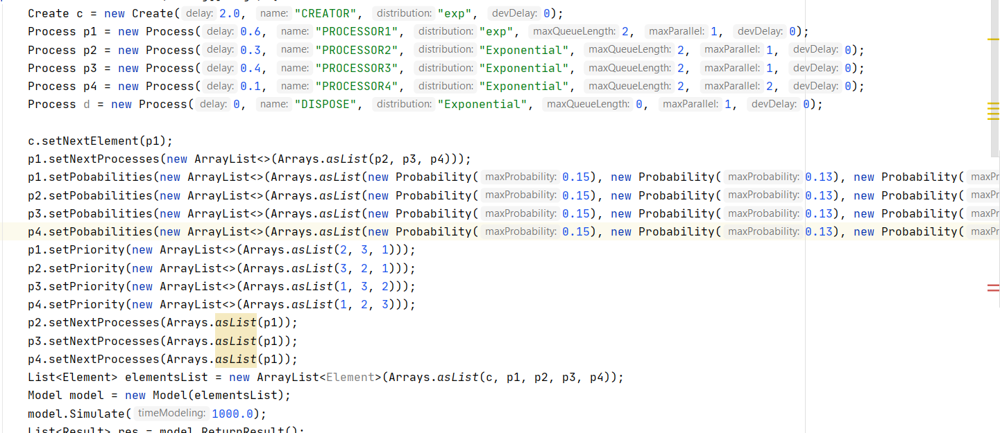 Create c = new Create( delay: 2.0, name: "CREATOR", distribution: "exp", devDelay: 0);
Process p1 = new Process( delay: 0.6, name: "PROCESSOR1", distribution: "exp", maxQueueLength: 2, maxParallel: 1, devDelay: 0);
Process p2 = new Process( delay: 0.3, name: "PROCESSOR2", distribution: "Exponential", maxQueueLength: 2, maxParallel: 1, devDelay: 0);
Process p3 = new Process( delay: 0.4, name: "PROCESSOR3", distribution: "Exponential", maxQueueLength: 2, maxParallel: 1, devDelay: 0);
Process p4 = new Process( delay: 0.1, name: "PROCESSOR4", distribution: "Exponential", maxQueueLength: 2, maxParallel: 2, devDelay: 0);
Process d = new Process( delay: 0, name: "DISPOSE", distribution: "Exponential", maxQueueLength: 0, maxParallel: 1, devDelay: 0);
c.setNextElement(p1);
p1.setNextProcesses(new ArrayList<>(Arrays.asList(p2, p3, p4)));
p1.setPobabilities(new ArrayList<>(Arrays.asList(new Probability( maxProbability: 0.15), new Probability( maxProbability: 0.13), new Probability( maxPr
p2.setPobabilities(new ArrayList<>(Arrays.asList(new Probability( maxProbability: 0.15), new Probability( maxProbability: 0.13), new Probability( maxPr
p3.setPobabilities(new ArrayList<>(Arrays.asList(new Probability( maxProbability: 0.15), new Probability( maxProbability: 0.13), new Probability( maxPr
p4.setPobabilities(new ArrayList<>(Arrays.asList(new Probability( maxProbability: 0.15), new Probability( maxProbability: 0.13), new Probability( maxPr
p1.setPriority(new ArrayList<>(Arrays.asList(2, 3, 1)));
p2.setPriority(new ArrayList<>(Arrays.asList(3, 2, 1)));
p3.setPriority(new ArrayList<>(Arrays.asList(1, 3, 2)));
p4.setPriority(new ArrayList<>(Arrays.asList(1, 2, 3)));
p2.setNextProcesses(Arrays.asList(p1));
p3.setNextProcesses(Arrays.asList(p1));
p4.setNextProcesses(Arrays.asList(p1));
List<Element> elementsList = new ArrayList<Element>(Arrays.asList(c, p1, p2, p3, p4));
Model model = new Model(elementsList);
model.Simulate( timeModeling: 1000.0);
List<Result> res = model.ReturnResult();